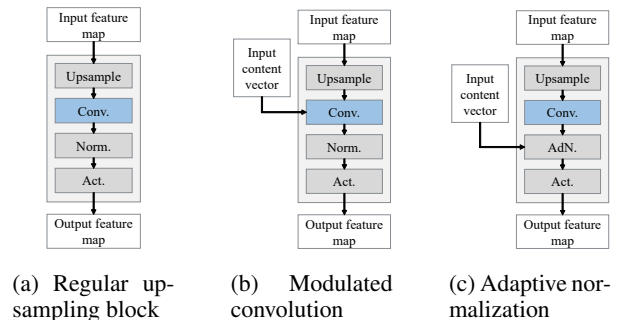 Input feature
map
Upsample
Conv.
Norm.
Act.
Output feature
map
(a) Regular up-
sampling block
Input feature
map
Input
content
vector
Upsample
Conv.
Norm.
Act.
Output feature
map
(b) Modulated
convolution
Input feature
map
Input
content
vector
Upsample
Conv.
AdN.
Act.
Output feature
map
(c) Adaptive nor-
malization